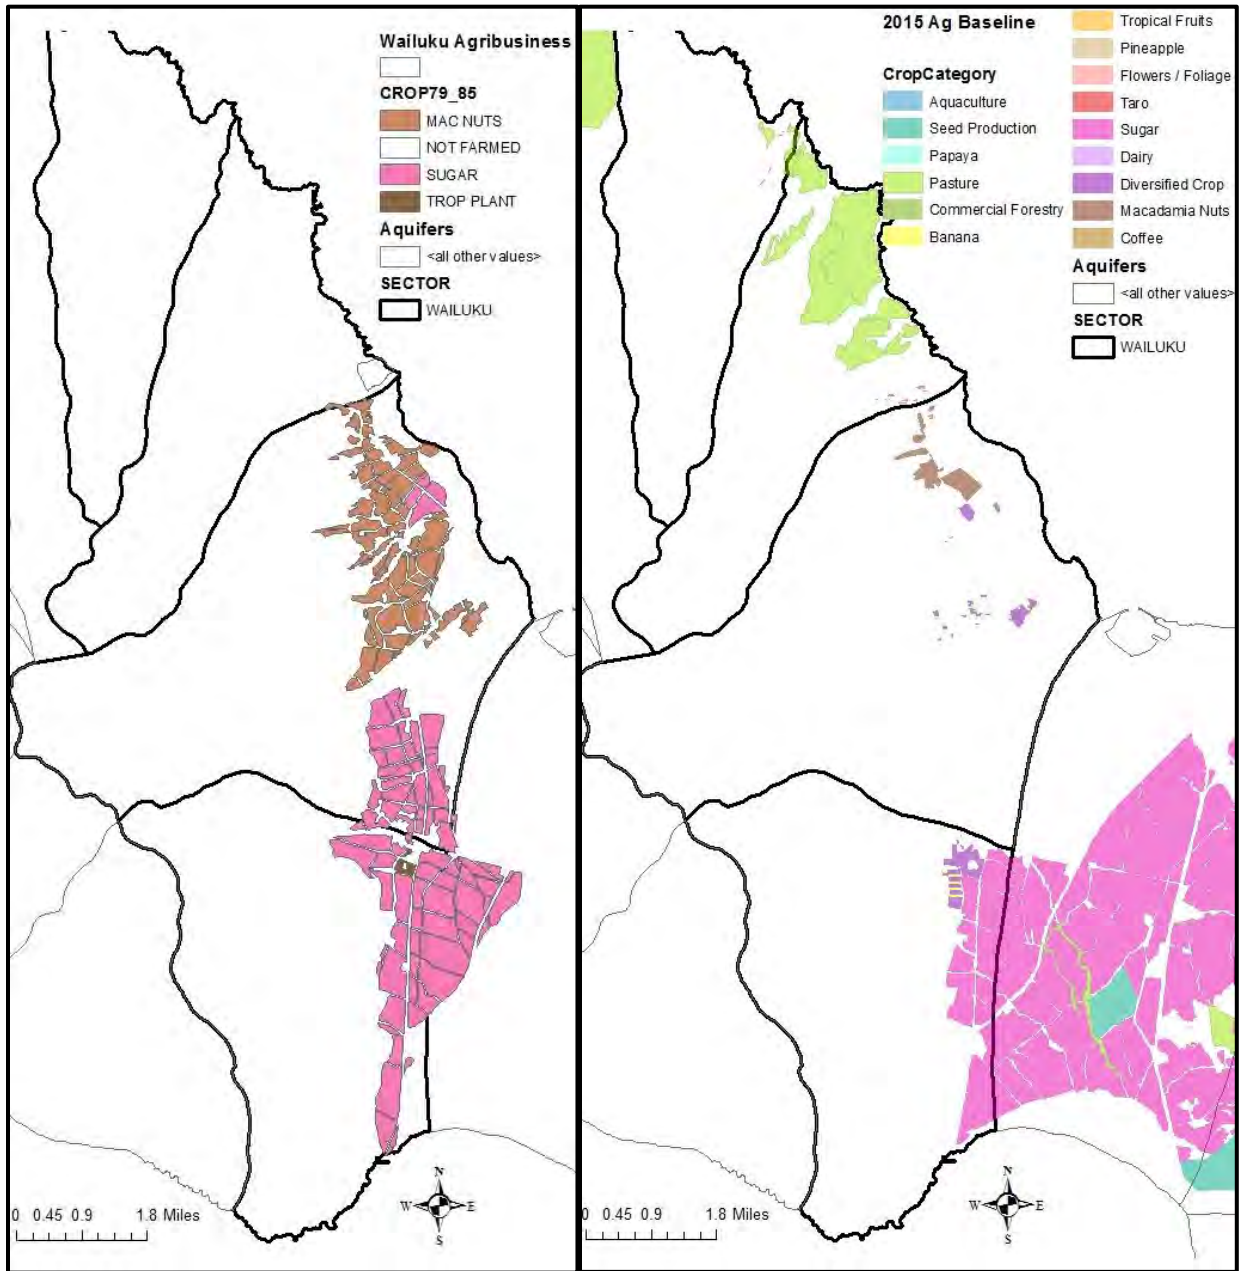 Wailuku Agribusiness
CROP79_85
MAC NUTS
NOT FARMED
SUGAR
TROP PLANT
Aquifers
<all other values>
SECTOR
WAILUKU
N
W
E
S
0 0.45 0.9 1.8 Miles
2015 Ag Baseline
CropCategory
Aquaculture
Seed Production
Papaya
Pasture
Commercial Forestry
Banana
Tropical Fruits
Pineapple
Flowers / Foliage
Taro
Sugar
Dairy
Diversified Crop
Macadamia Nuts
Coffee
Aquifers
<all other values>
SECTOR
WAILUKU
N
W
E
S
0 0.45 0.9 1.8 Miles